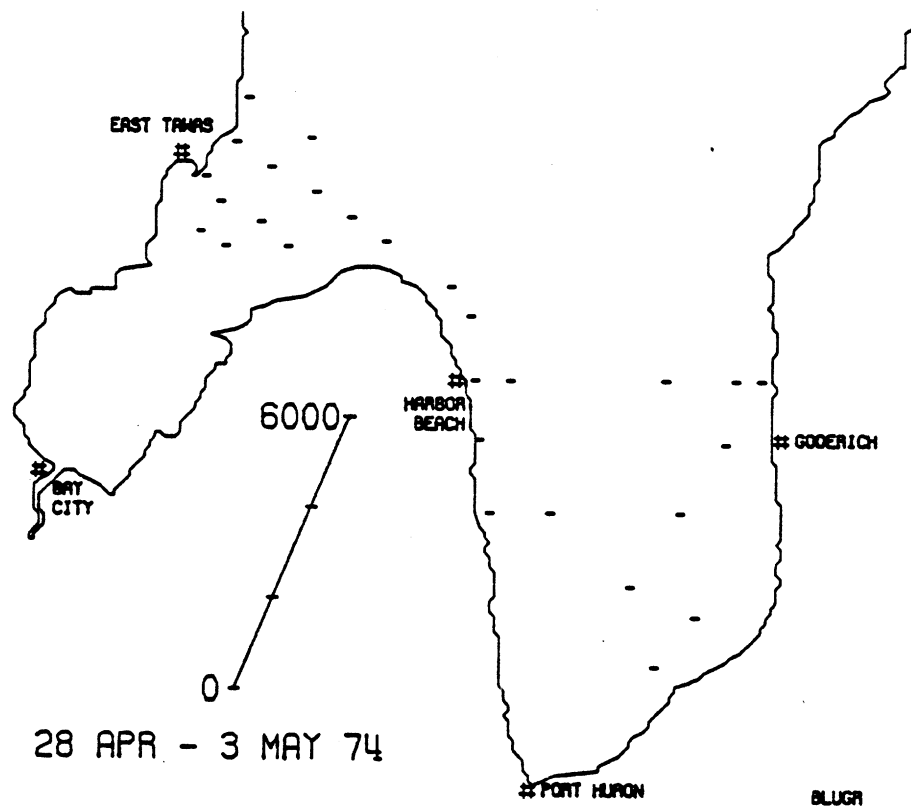 EAST TAWAS
6000
HARBOR
BEACH
GODERICH
BAY
CITY
0
28 APR - 3 MAY 74
PORT HURON
BLUGR